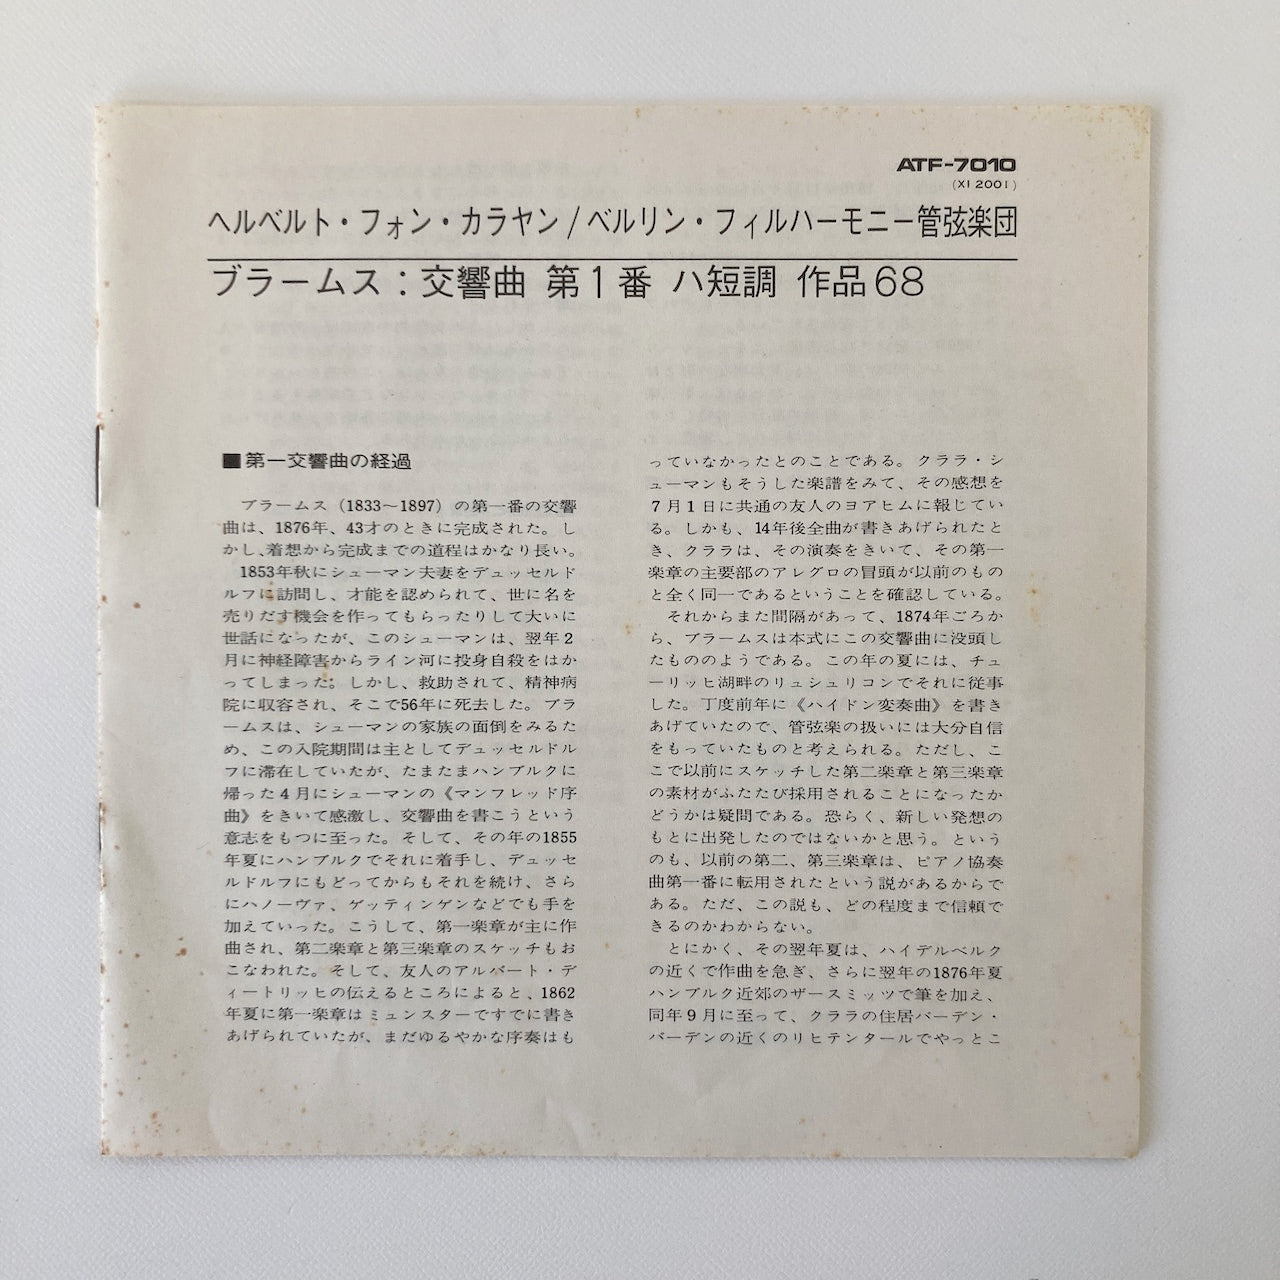 ATF-7010
(XI 2001)
ヘルベルト・フォン・カラヤン/ベルリン・フィルハーモニー管弦楽団
ブラームス：交響曲 第1番 ハ短調 作品68
■第一交響曲の経過
ブラームス（1833〜1897）の第一番の交響
曲は、1876年、43才のときに完成された。し
かし、着想から完成までの道程はかなり長い。
1853年秋にシューマン夫妻をデュッセルド
ルフに訪問し、才能を認められて、世に名を
売りだす機会を作ってもらったりして大いに
世話になったが、このシューマンは、翌年2
月に神経障害からライン河に投身自殺をはか
ってしまった。しかし、救助されて、精神病
院に収容され、そこで56年に死去した。ブラ
ームスは、シューマンの家族の面倒をみるた
め、この入院期間は主としてデュッセルドル
フに滞在していたが、たまたまハンブルクに
帰った4月にシューマンの《マンフレッド序
曲》をきいて感激し、交響曲を書こうという
意志をもつに至った。そして、その年の1855
年夏にハンブルクでそれに着手し、デュッセ
ルドルフにもどってからもそれを続け、さら
にハノーヴァ、ゲッティンゲンなどでも手を
加えていった。こうして、第一楽章が主に作
曲され、第二楽章と第三楽章のスケッチもお
こなわれた。そして、友人のアルバート・デ
ィートリッヒの伝えるところによると、1862
年夏に第一楽章はミュンスターですでに書き
あげられていたが、まだゆるやかな序奏はも
っていなかったとのことである。クララ・シ
ューマンもそうした楽譜をみて、その感想を
7月1日に共通の友人のヨアヒムに報じてい
る。しかも、14年後全曲が書きあげられたと
き、クララは、その演奏をきいて、その第一
楽章の主要部のアレグロの冒頭が以前のもの
と全く同一であるということを確認している。
それからまた間隔があって、1874年ごろか
ら、ブラームスは本式にこの交響曲に没頭し
たもののようである。この年の夏には、チュ
ーリッヒ湖畔のリュシュリコンでそれに従事
した。丁度前年に《ハイドン変奏曲》を書き
あげていたので、管弦楽の扱いには大分自信
をもっていたものと考えられる。ただし、こ
こで以前にスケッチした第二楽章と第三楽章
の素材がふたたび採用されることになったか
どうかは疑問である。恐らく、新しい発想の
もとに出発したのではないかと思う。という
のも、以前の第二、第三楽章は、ピアノ協奏
曲第一番に転用されたという説があるからで
ある。ただ、この説も、どの程度まで信頼で
きるのかわからない。
とにかく、その翌年夏は、ハイデルベルク
の近くで作曲を急ぎ、さらに翌年の1876年夏
ハンブルク近郊のザースミッツで筆を加え、
同年9月に至って、クララの住居バーデン・
バーデンの近くのリヒテンタールでやっとこ